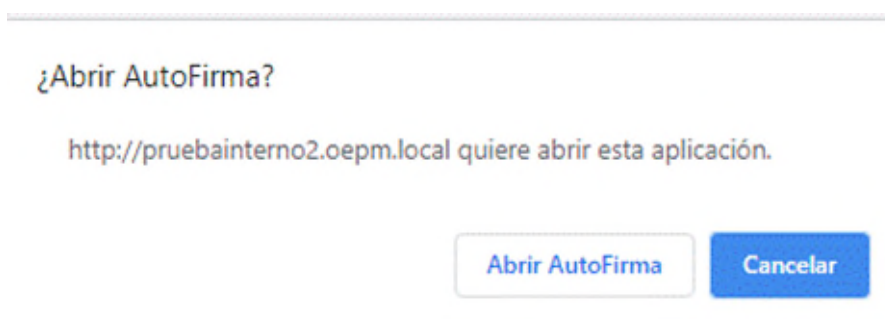 ¿Abrir AutoFirma?
http://pruebainterno2.oepm.local quiere abrir esta aplicación.
Abrir AutoFirma
Cancelar